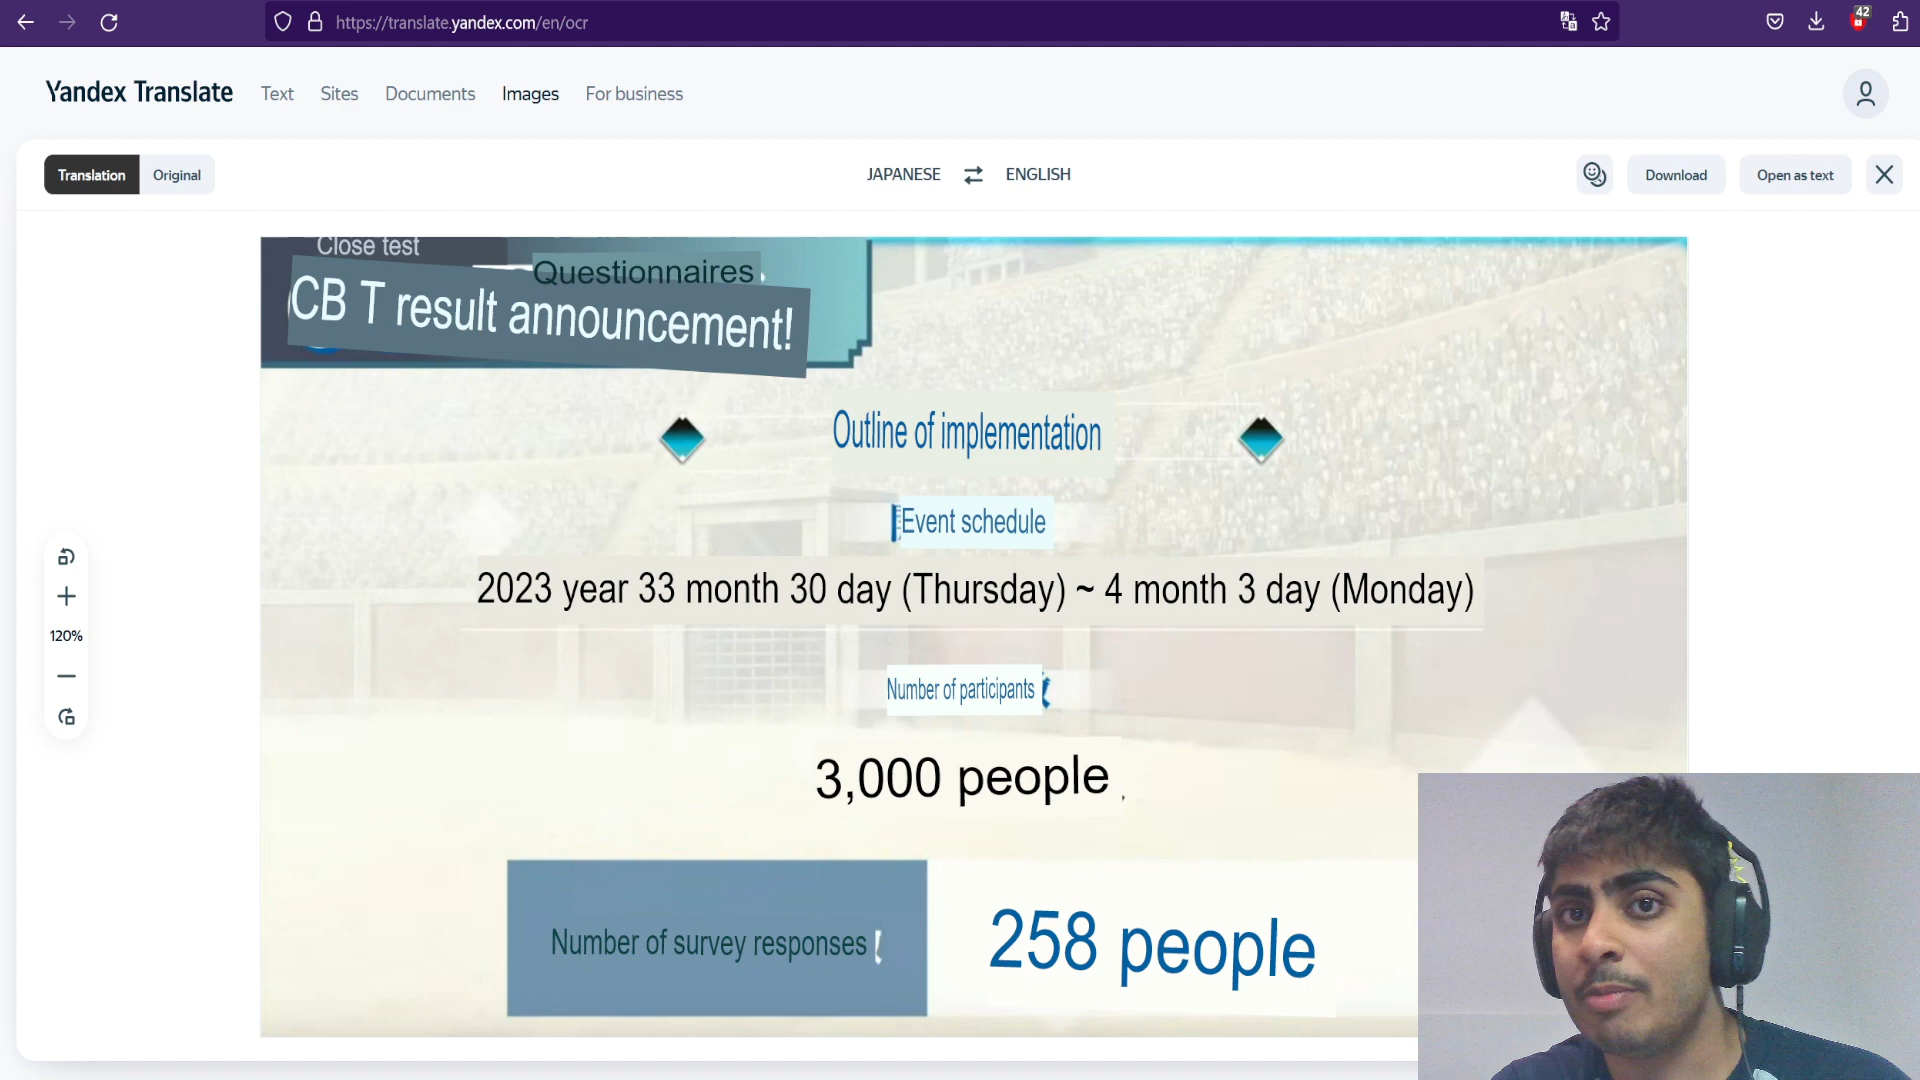 https://translate.yandex.com/en/ocr
42
Yandex Translate
Text
Sites
Documents
Images
For business
Translation
Original
JAPANESE
ENGLISH
Download
Open as text
Close test
Questionnaires
CB T result announcement!
Outline of implementation
Event schedule
2023 year 33 month 30 day (Thursday) ~ 4 month 3 day (Monday)
120%
Number of participants
3,000 people
Number of survey responses
258 people